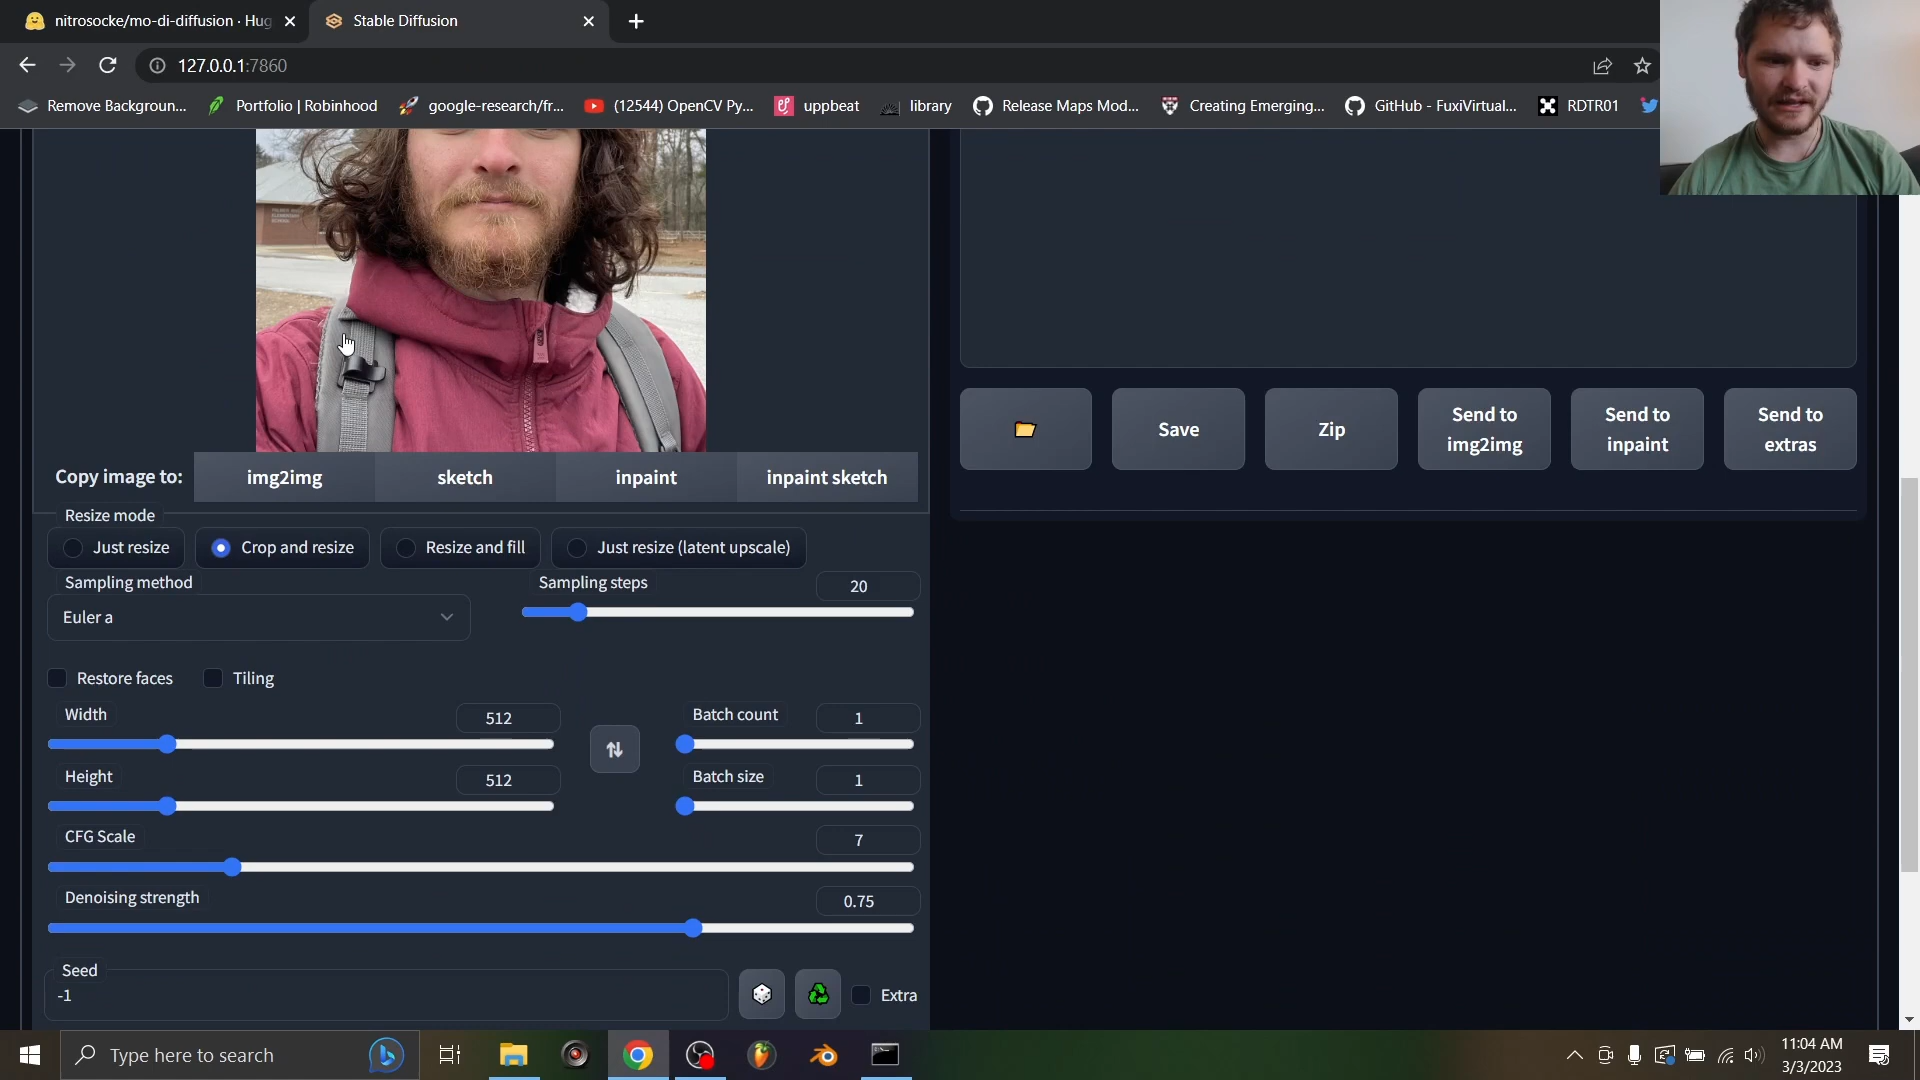 nitrosocke/mo-di-diffusion · Hug
Stable Diffusion
127.0.0.1:7860
Remove Backgroun...
Portfolio | Robinhood
google-research/fr...
(12544) OpenCV Py...
uppbeat
library
Release Maps Mod...
Creating Emerging...
GitHub - FuxiVirtual...
RDTR01
Copy image to:
img2img
sketch
inpaint
inpaint sketch
Save
Zip
Send to
img2img
Send to
inpaint
Send to
extras
Resize mode
Just resize
Crop and resize
Resize and fill
Just resize (latent upscale)
Sampling method
Euler a
Sampling steps
20
Restore faces
Tiling
Width
512
Height
512
Batch count
1
Batch size
1
CFG Scale
7
Denoising strength
0.75
Seed
-1
Extra
Type here to search
11:04 AM
3/3/2023